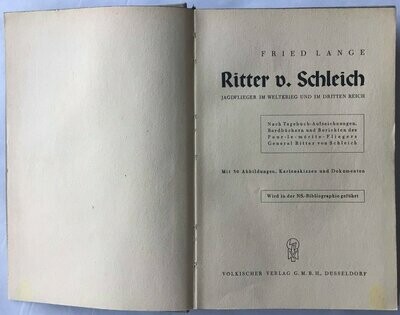 FRIED LANGE
Ritter v. Schleich
JAGDFLIEGER IM WELTKRIEG UND IM DRITTEN REICH
Nach Tagebuch-Aufzeichnungen,
Bordbüchern und Berichten des
Pour-le-mérite-Fliegers
General Ritter von Schleich
Mit 50 Abbildungen, Kartenskizzen und Dokumenten
Wird in der NS.-Bibliographie geführt
VÖLKISCHER VERLAG G.M.B.H., DÜSSELDORF